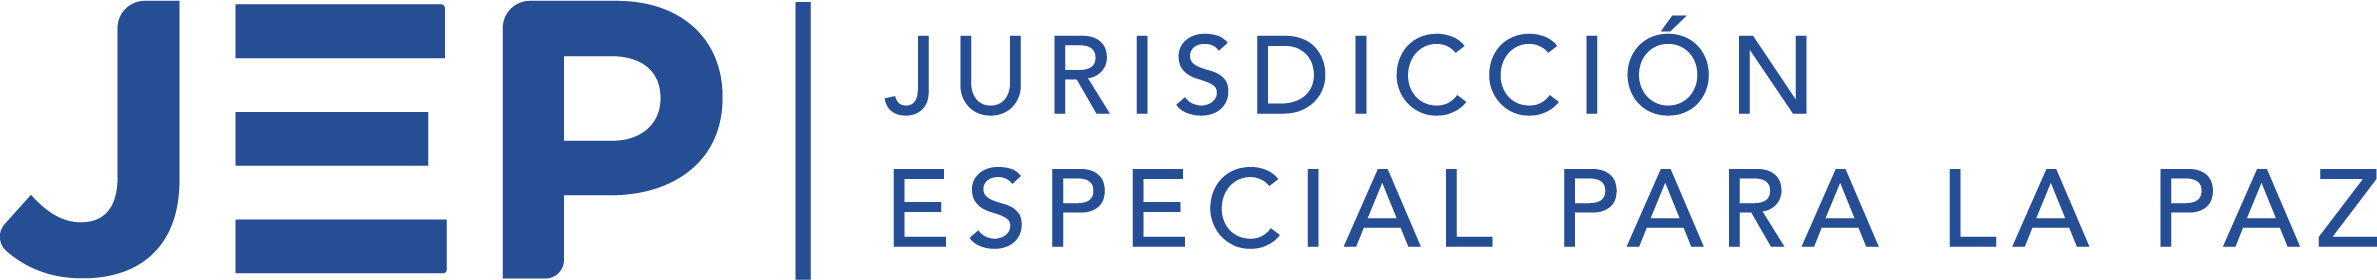 JEP
JURISDICCIÓN
ESPECIAL PARA LA PAZ